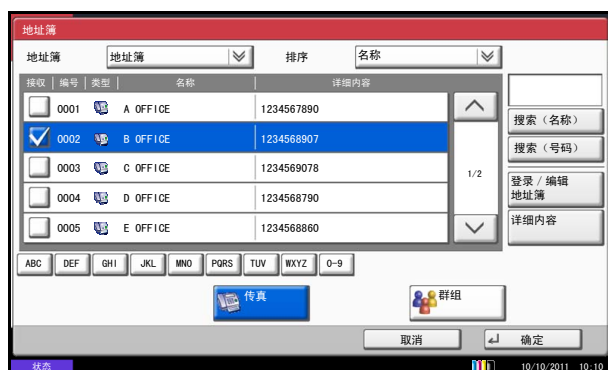 地址簿
地址簿 地址簿 排序 名称
接收 编号 类型 名称 详细内容
0001 A OFFICE 1234567890
0002 B OFFICE 1234568907
0003 C OFFICE 1234569078
0004 D OFFICE 1234568790
0005 E OFFICE 1234568860
1/2
搜索（名称）
搜索（号码）
登录 / 编辑
地址簿
详细内容
ABC DEF GHI JKL MNO PQRS TUV WXYZ 0-9
传真 群组
取消 确定
状态 10/10/2011 10:10